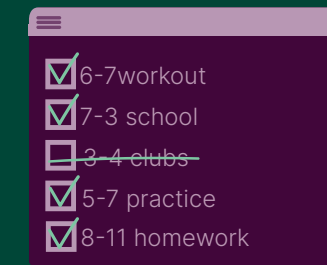 6-7workout
7-3 school
3-4 clubs
5-7 practice
8-11 homework